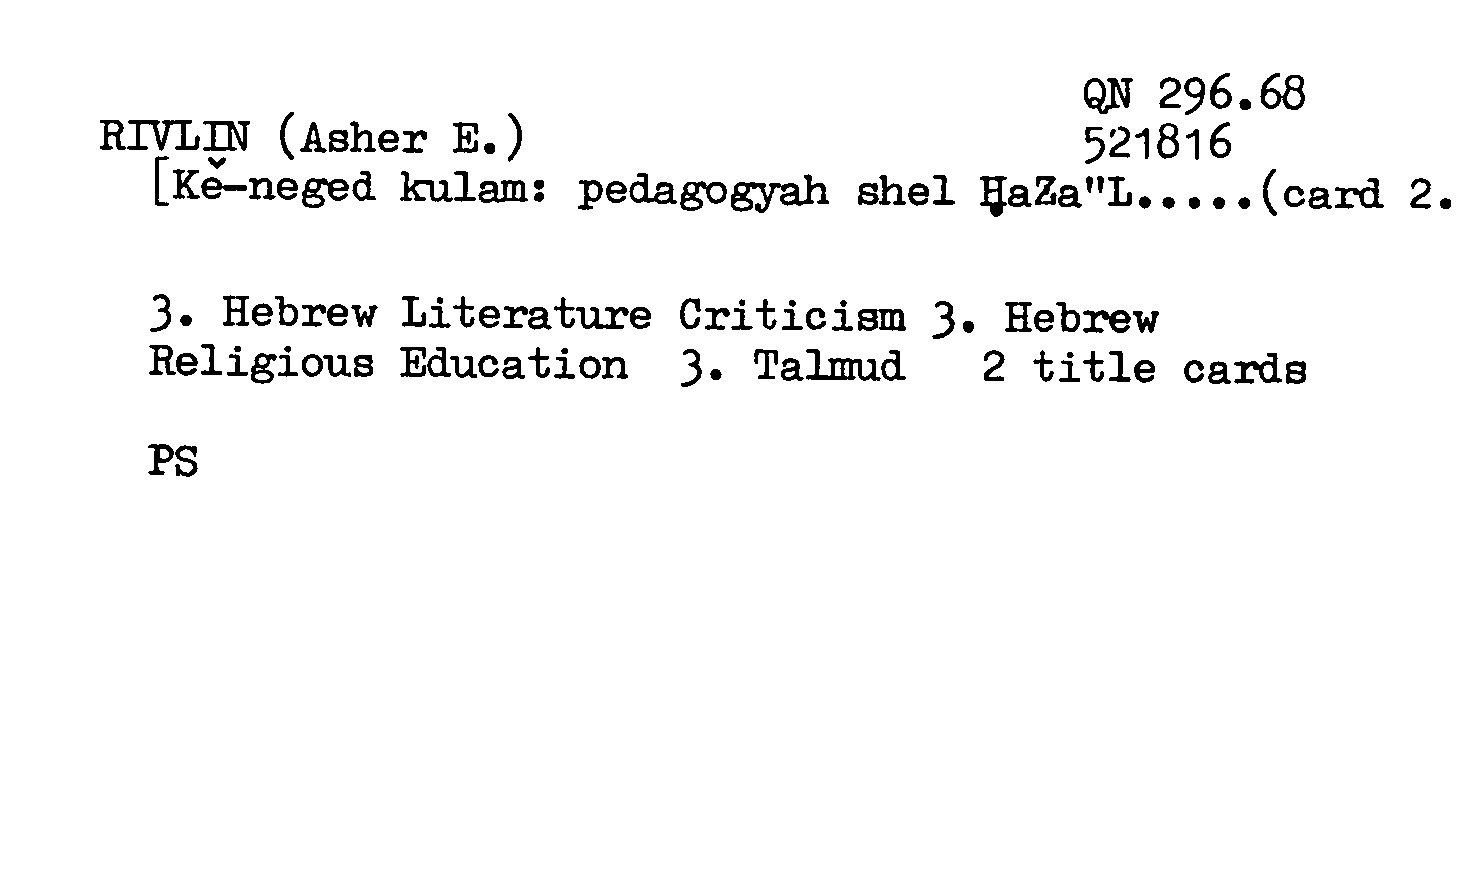 QN 296.68
RIVLIN (Asher E.) 521816
[Kě-neged kulam: pedagogyah shel ḤaZa"L.....(card 2.
3. Hebrew Literature Criticism 3. Hebrew
Religious Education 3. Talmud 2 title cards
PS